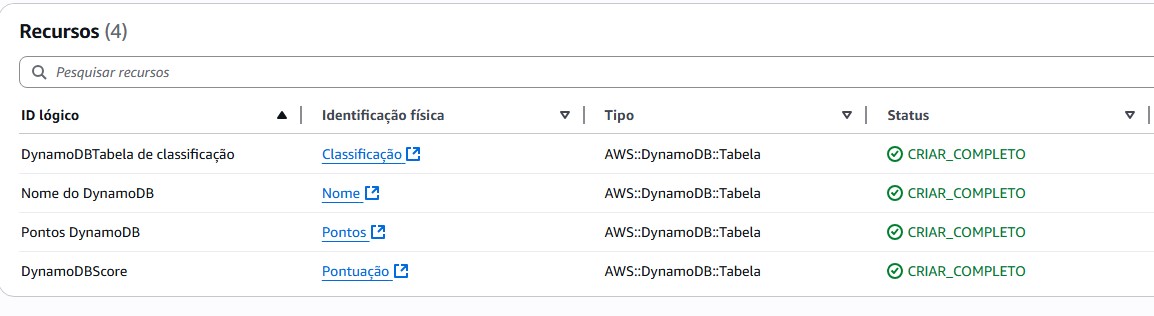 Recursos (4)
Pesquisar recursos
ID lógico Identificação física Tipo Status
DynamoDBTabela de classificação Classificação AWS::DynamoDB::Tabela CRIAR_COMPLETO
Nome do DynamoDB Nome AWS::DynamoDB::Tabela CRIAR_COMPLETO
Pontos DynamoDB Pontos AWS::DynamoDB::Tabela CRIAR_COMPLETO
DynamoDBScore Pontuação AWS::DynamoDB::Tabela CRIAR_COMPLETO